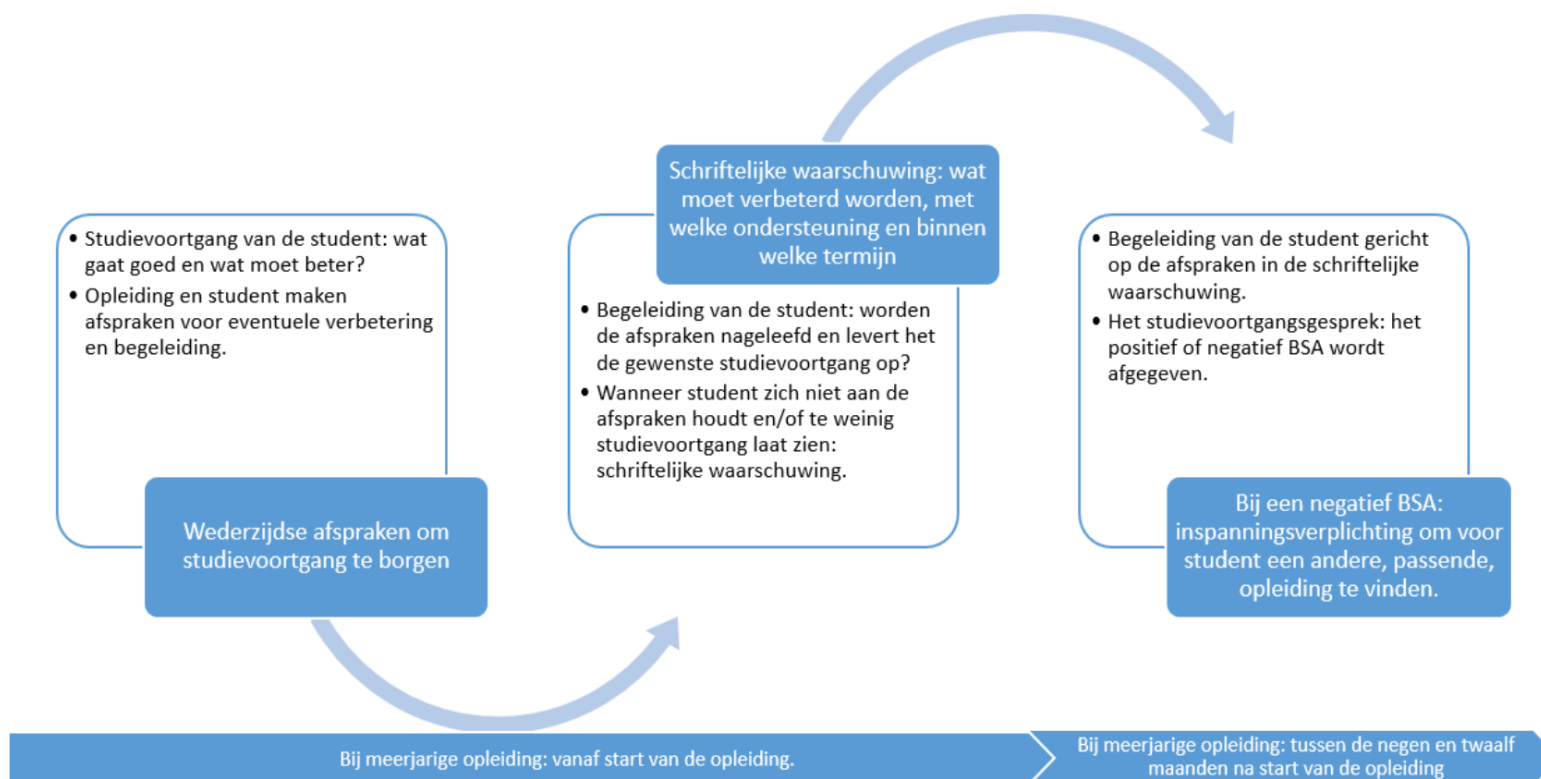 • Studievoortgang van de student: wat
gaat goed en wat moet beter?
• Opleiding en student maken
afspraken voor eventuele verbetering
en begeleiding.
Wederzijdse afspraken om
studievoortgang te borgen
Schriftelijke waarschuwing: wat
moet verbeterd worden, met
welke ondersteuning en binnen
welke termijn
• Begeleiding van de student: worden
de afspraken nageleefd en levert het
de gewenste studievoortgang op?
• Wanneer student zich niet aan de
afspraken houdt en/of te weinig
studievoortgang laat zien:
schriftelijke waarschuwing.
• Begeleiding van de student gericht
op de afspraken in de schriftelijke
waarschuwing.
• Het studievoortgangsgesprek: het
positief of negatief BSA wordt
afgegeven.
Bij een negatief BSA:
inspanningsverplichting om voor
student een andere, passende,
opleiding te vinden.
Bij meerjarige opleiding: vanaf start van de opleiding.
Bij meerjarige opleiding: tussen de negen en twaalf
maanden na start van de opleiding